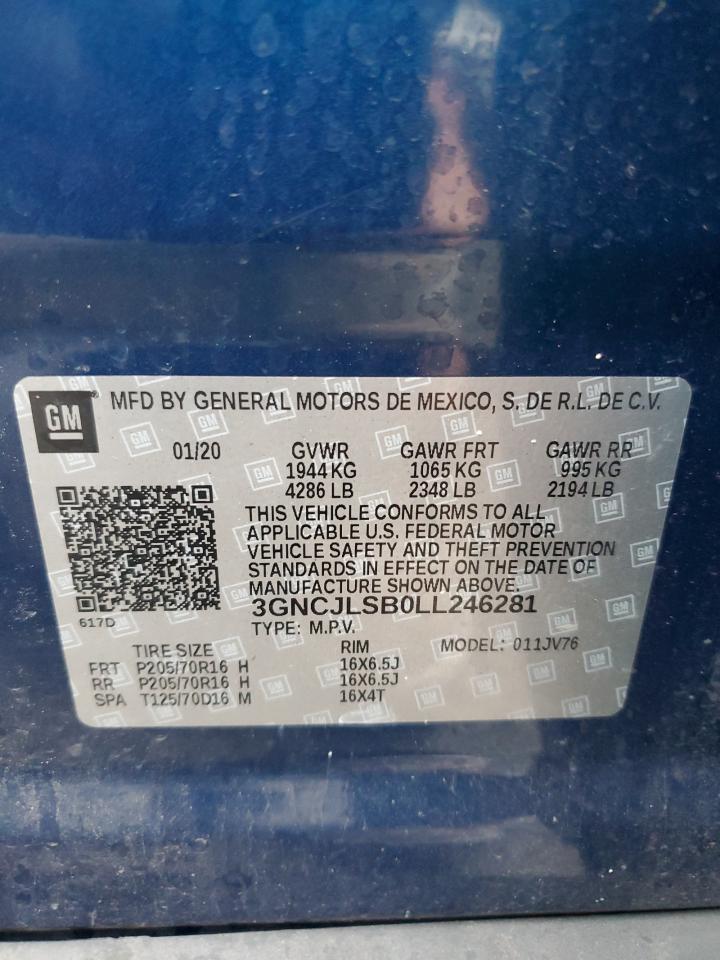 GM MFD BY GENERAL MOTORS DE MEXICO, S. DE R.L. DE C.V.
01/20 GVWR GAWR FRT GAWR RR
1944 KG 1065 KG 995 KG
4286 LB 2348 LB 2194 LB
THIS VEHICLE CONFORMS TO ALL
APPLICABLE U.S. FEDERAL MOTOR
VEHICLE SAFETY AND THEFT PREVENTION
STANDARDS IN EFFECT ON THE DATE OF
MANUFACTURE SHOWN ABOVE.
3GNCJLSB0LL246281
617D TYPE: M.P.V. MODEL: 011JV76
TIRE SIZE RIM
FRT P205/70R16 H 16X6.5J
RR P205/70R16 H 16X6.5J
SPA T125/70D16 M 16X4T